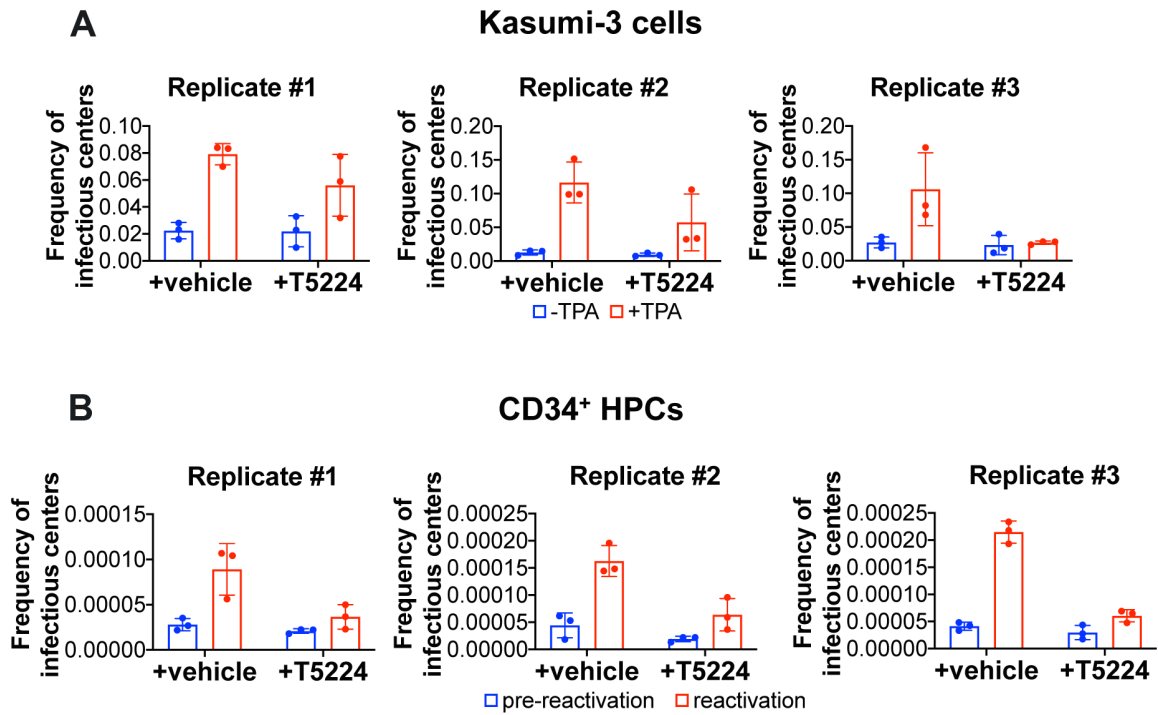 A
Kasumi-3 cells
Replicate #1
Frequency of
infectious centers
0.10
0.08
0.06
0.04
0.02
0.00
+vehicle
+T5224
Replicate #2
Frequency of
infectious centers
0.20
0.15
0.10
0.05
0.00
+vehicle
+T5224
Replicate #3
Frequency of
infectious centers
0.20
0.15
0.10
0.05
0.00
+vehicle
+T5224
-TPA +TPA
B
CD34⁺ HPCs
Replicate #1
Frequency of
infectious centers
0.00015
0.00010
0.00005
0.00000
+vehicle
+T5224
Replicate #2
Frequency of
infectious centers
0.00025
0.00020
0.00015
0.00010
0.00005
0.00000
+vehicle
+T5224
Replicate #3
Frequency of
infectious centers
0.00025
0.00020
0.00015
0.00010
0.00005
0.00000
+vehicle
+T5224
pre-reactivation reactivation